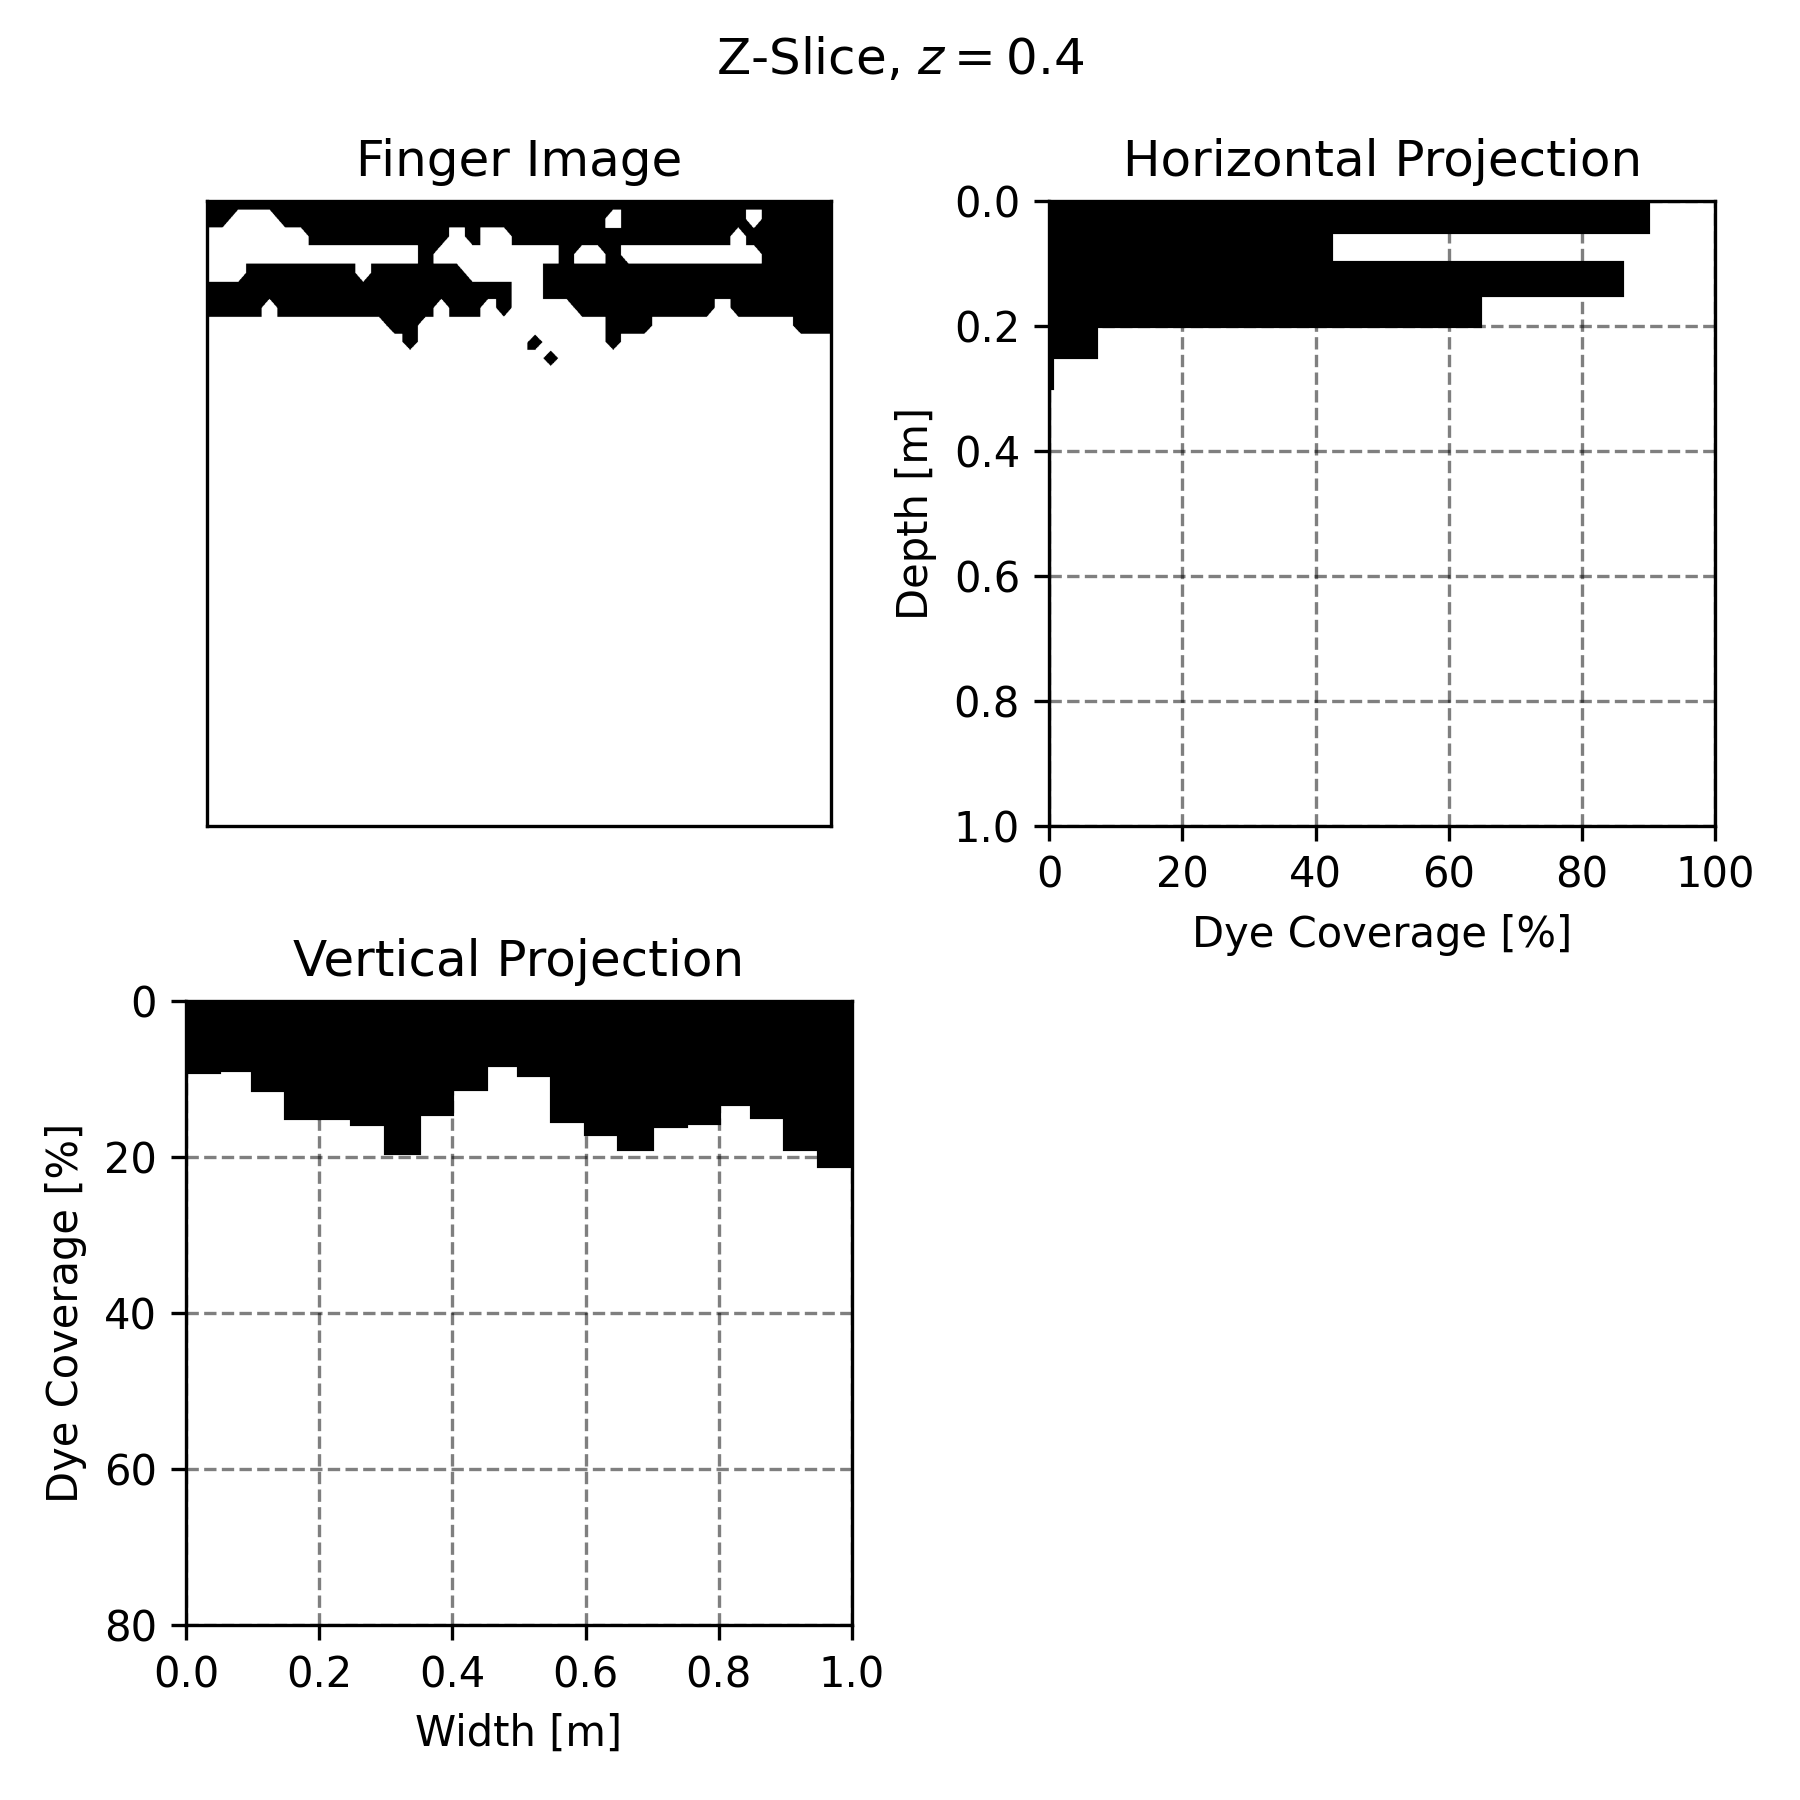 Z-Slice, z = 0.4
Finger Image
Horizontal Projection
0.0
0.2
0.4
0.6
0.8
1.0
Depth [m]
0 20 40 60 80 100
Dye Coverage [%]
Vertical Projection
0
20
40
60
80
Dye Coverage [%]
0.0 0.2 0.4 0.6 0.8 1.0
Width [m]